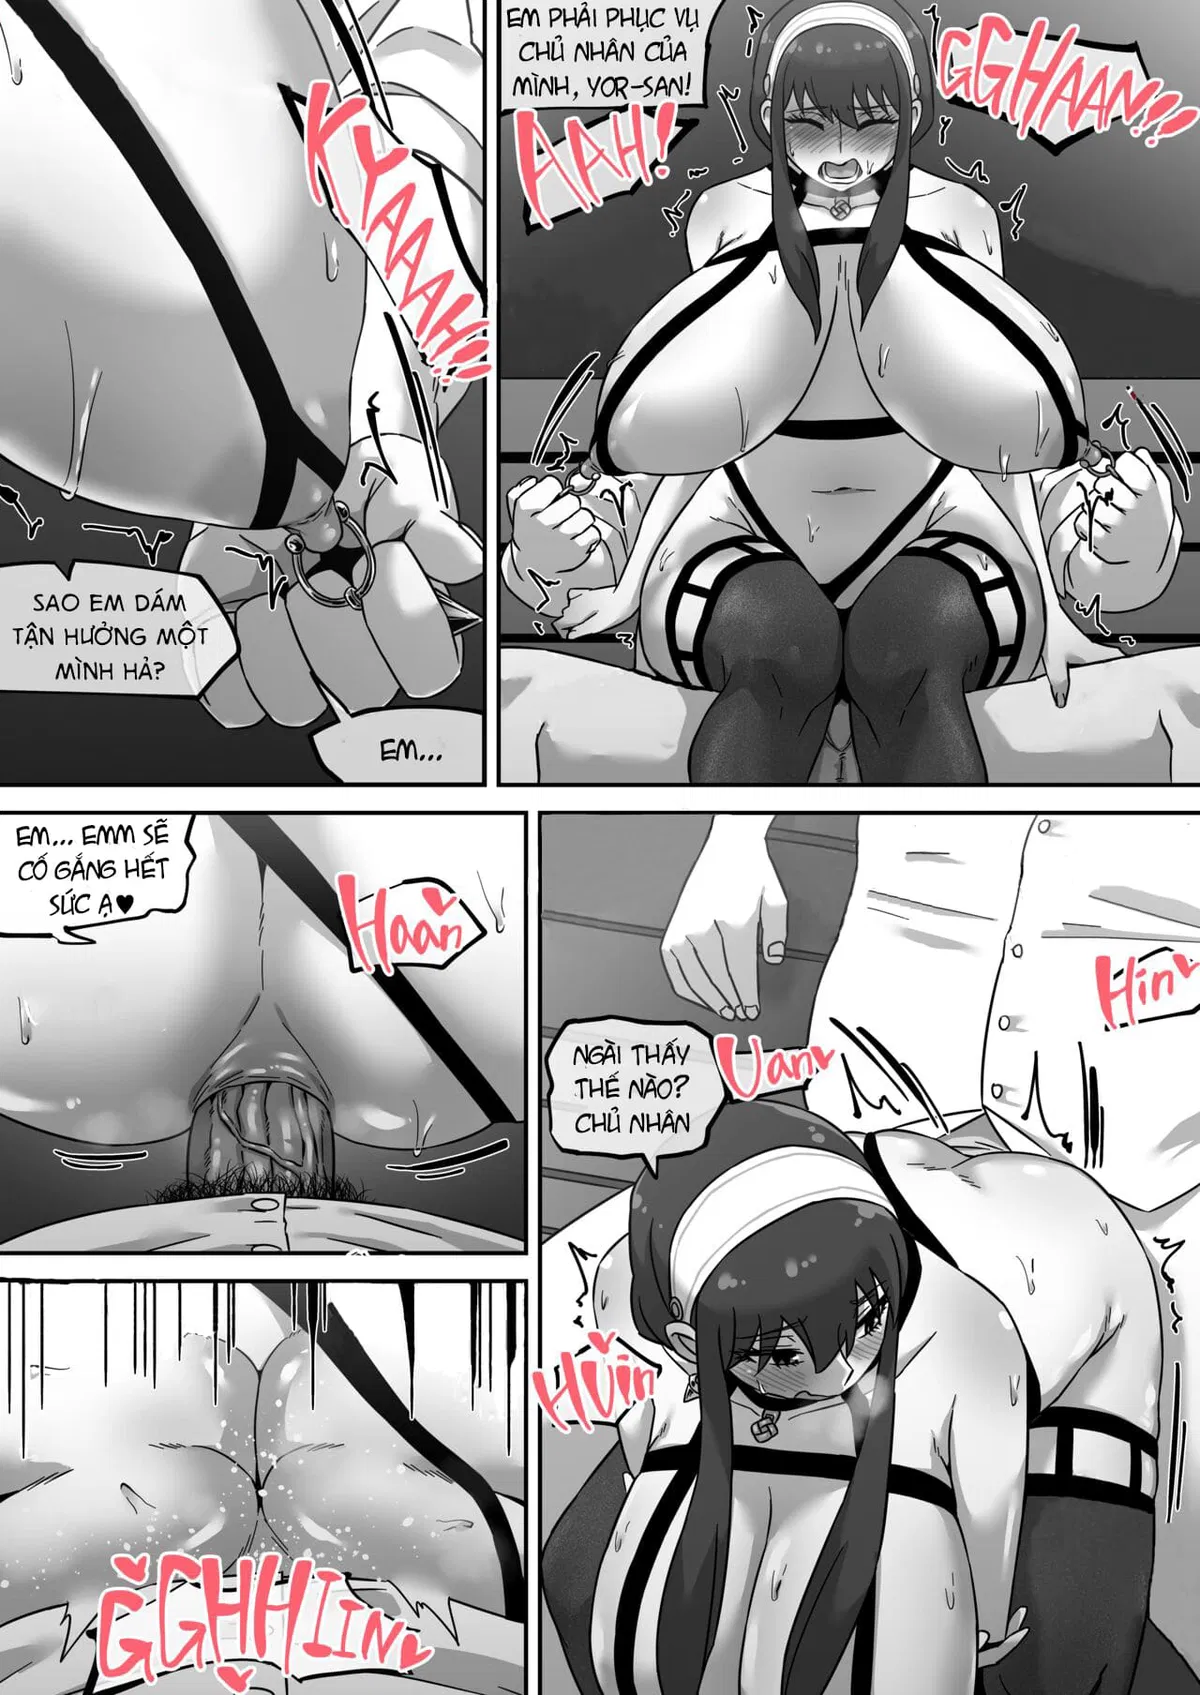 EM PHẢI PHỤC VỤ
CHỦ NHÂN CỦA
MÌNH, YOR-SAN!
GGHAAN!!
AAH!
KYAAAAH!!
SAO EM DÁM
TẬN HƯỞNG MỘT
MÌNH HẢ?
EM...
EM... EMM SẼ
CỐ GẮNG HẾT
SỨC Ạ♥
HAAN
HIN♥
UAN♥
NGÀI THẤY
THẾ NÀO?
CHỦ NHÂN
HŨIN
GGHHIIN♥